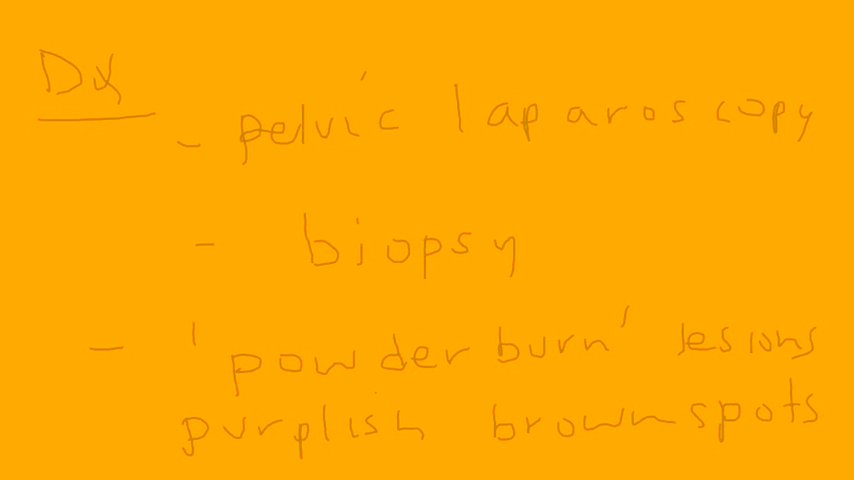 Dx
- pelvic laparoscopy
- biopsy
- 'powder burn' lesions
purplish brown spots